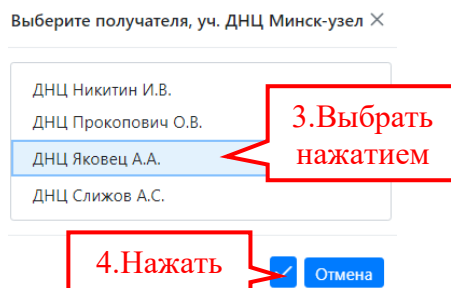 Выберите получателя, уч. ДНЦ Минск-узел
ДНЦ Никитин И.В.
ДНЦ Прокопович О.В.
ДНЦ Яковец А.А.
ДНЦ Слижов А.С.
3.Выбрать
нажатием
4.Нажать
Отмена